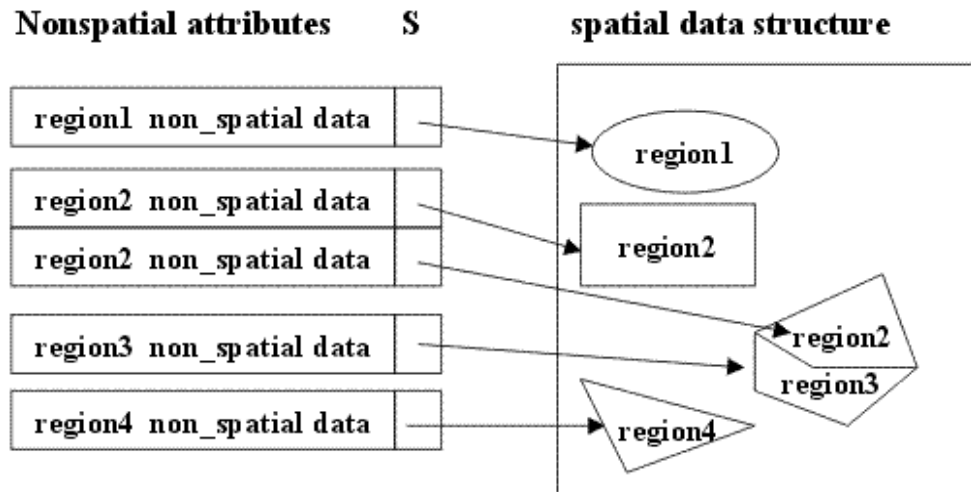 Nonspatial attributes S spatial data structure
region1 non_spatial data
region2 non_spatial data
region2 non_spatial data
region3 non_spatial data
region4 non_spatial data
region1
region2
region2
region3
region4